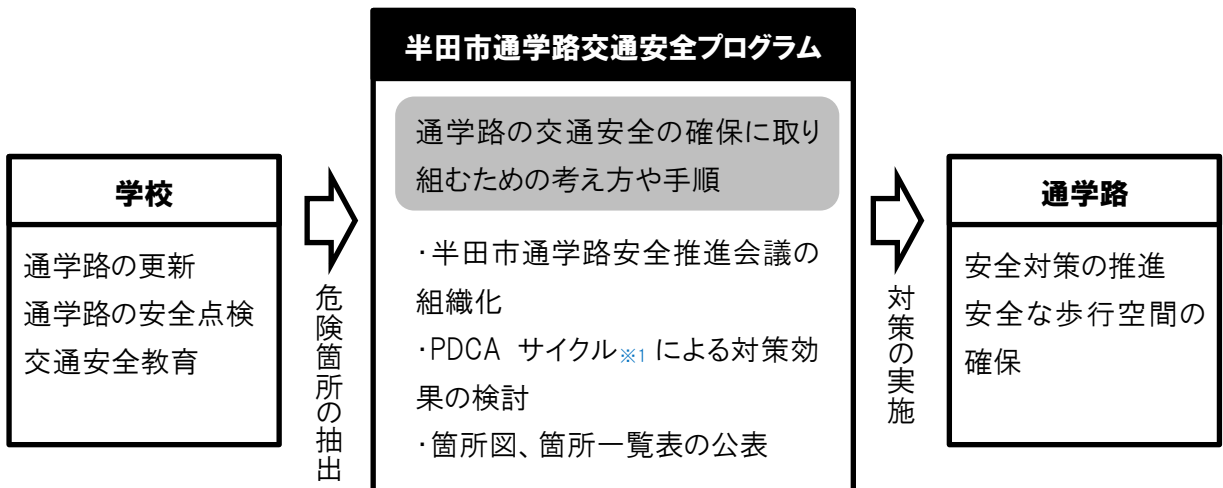 学校
通学路の更新
通学路の安全点検
交通安全教育
危険箇所の抽出
半田市通学路交通安全プログラム
通学路の交通安全の確保に取り
組むための考え方や手順
・半田市通学路安全推進会議の
組織化
・PDCA サイクル※1 による対策効
果の検討
・箇所図、箇所一覧表の公表
対策の実施
通学路
安全対策の推進
安全な歩行空間の
確保